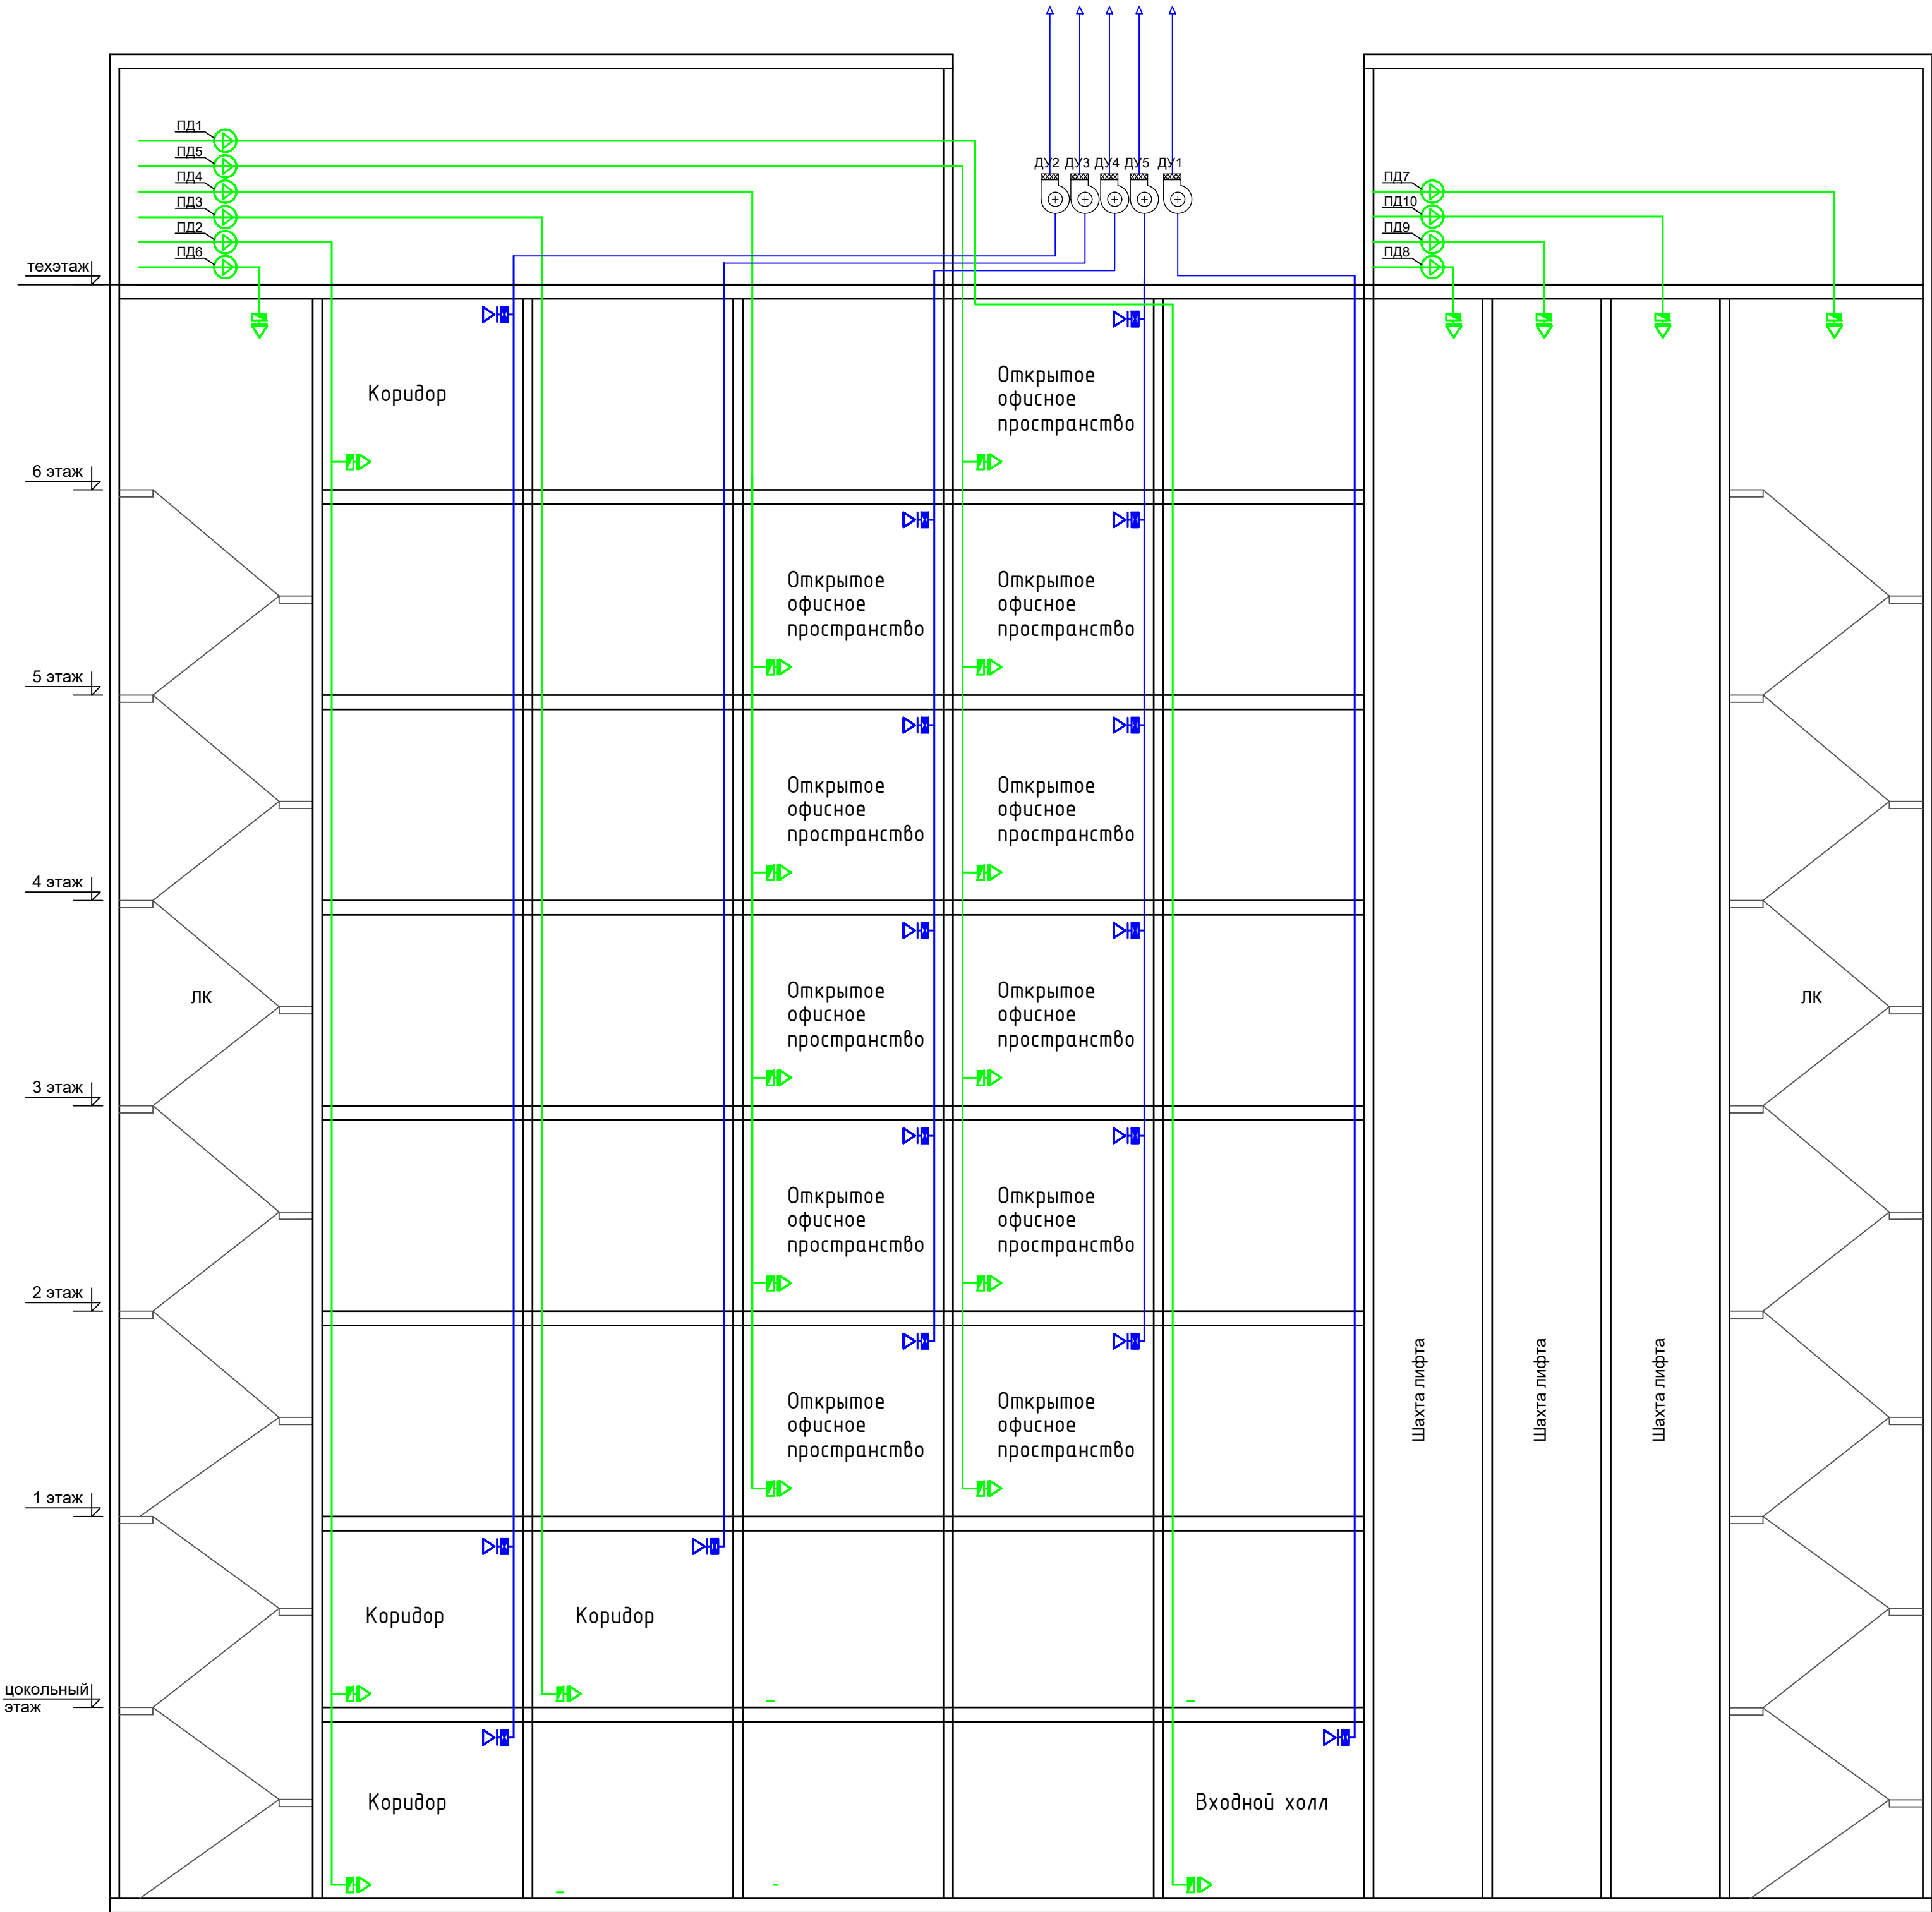 ДУ2 ДУ3 ДУ4 ДУ5 ДУ1
ПД1
ПД5
ПД4
ПД3
ПД2
ПД6
ПД7
ПД10
ПД9
ПД8
техэтаж
Коридор
Открытое
офисное
пространство
6 этаж
Открытое
офисное
пространство
Открытое
офисное
пространство
5 этаж
Открытое
офисное
пространство
Открытое
офисное
пространство
4 этаж
ЛК
Открытое
офисное
пространство
Открытое
офисное
пространство
ЛК
3 этаж
Открытое
офисное
пространство
Открытое
офисное
пространство
2 этаж
Открытое
офисное
пространство
Открытое
офисное
пространство
Шахта лифта
Шахта лифта
Шахта лифта
1 этаж
Коридор
Коридор
цокольный
этаж
Коридор
Входной холл